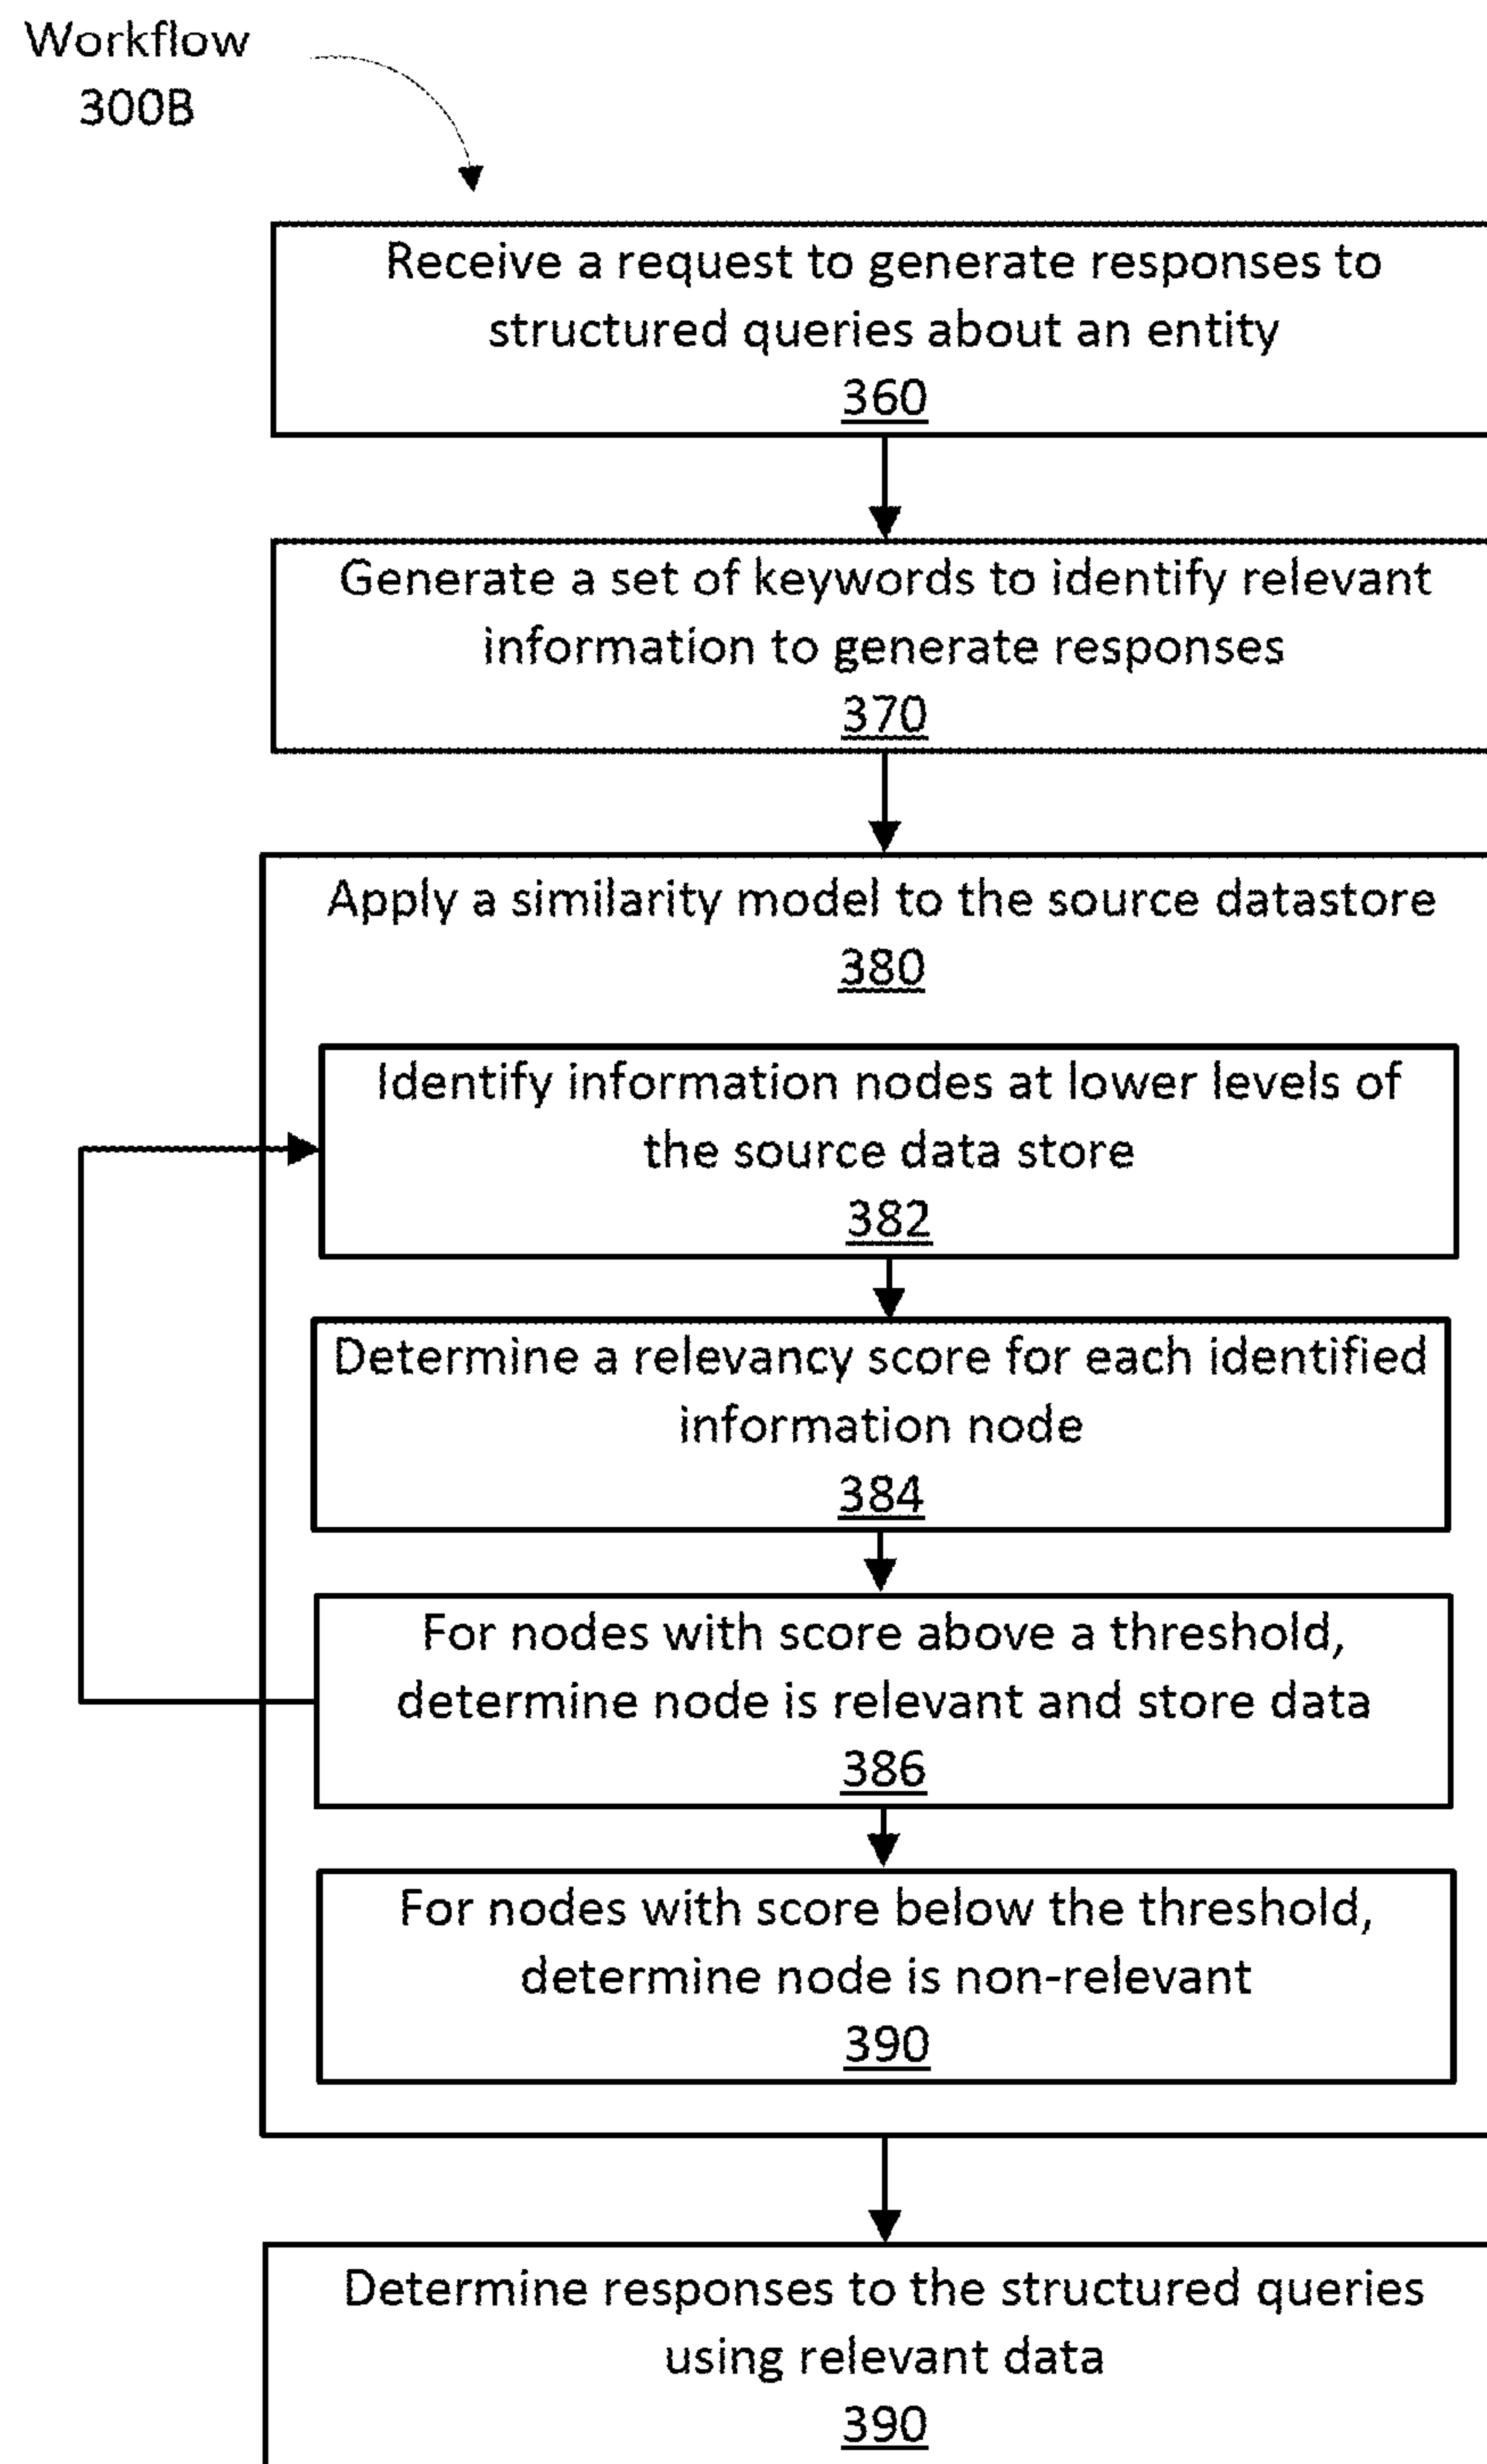 Workflow
300B
Receive a request to generate responses to
structured queries about an entity
360
Generate a set of keywords to identify relevant
information to generate responses
370
Apply a similarity model to the source datastore
380
Identify information nodes at lower levels of
the source data store
382
Determine a relevancy score for each identified
information node
384
For nodes with score above a threshold,
determine node is relevant and store data
386
For nodes with score below the threshold,
determine node is non-relevant
390
Determine responses to the structured queries
using relevant data
390